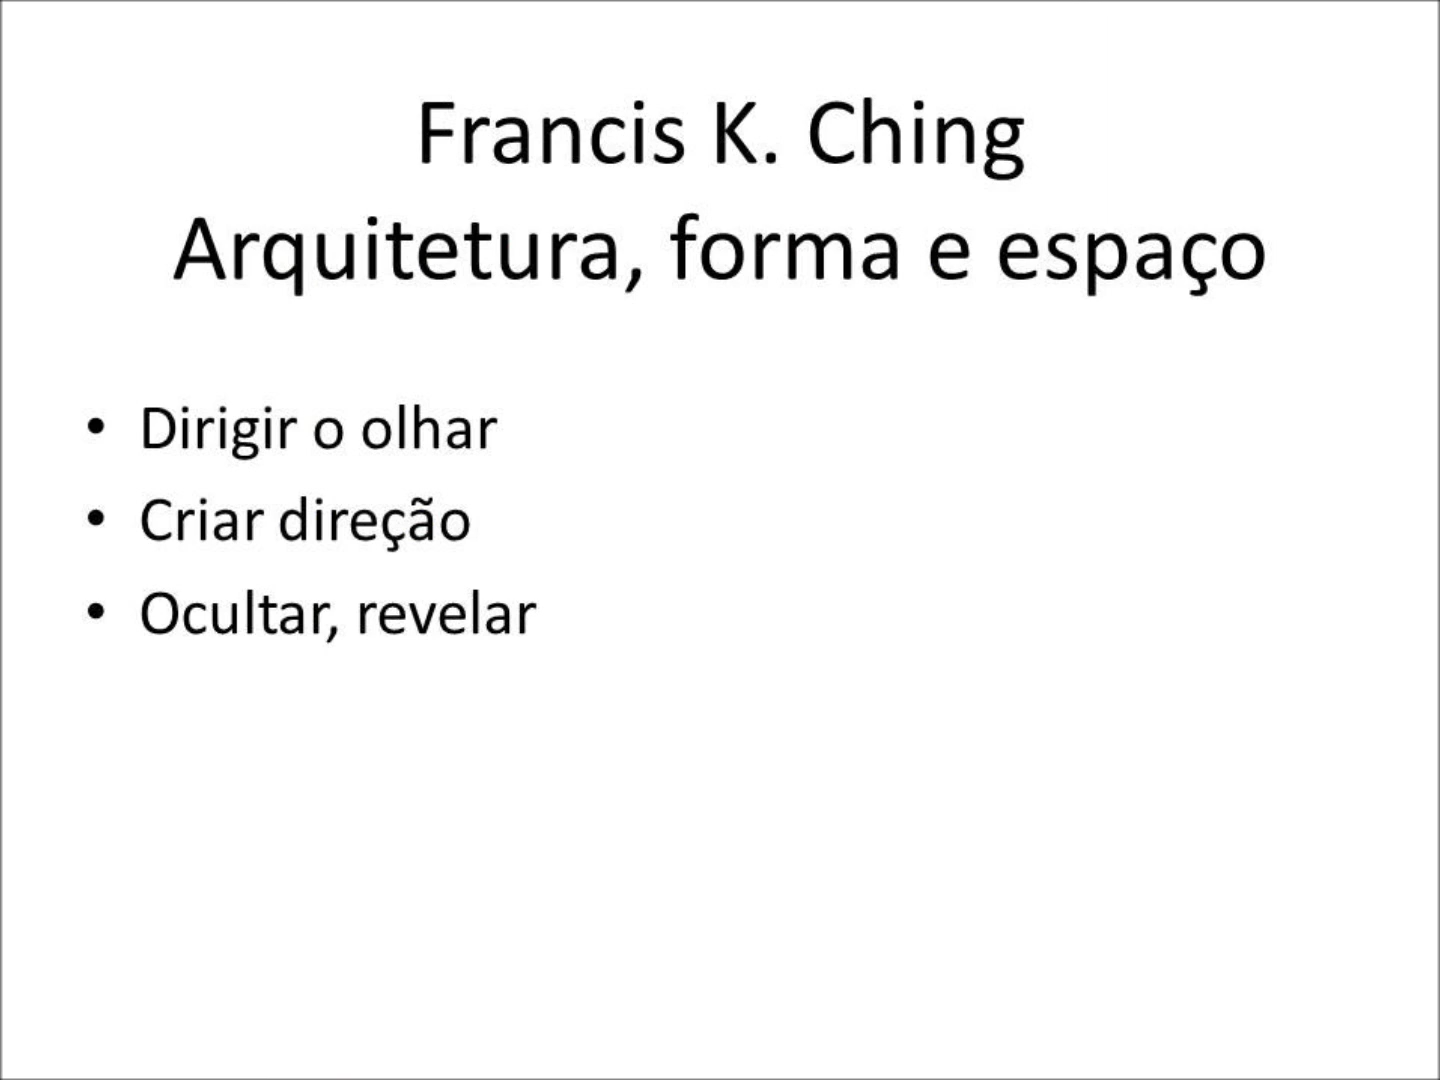 Francis K. Ching
Arquitetura, forma e espaço
• Dirigir o olhar
• Criar direção
• Ocultar, revelar